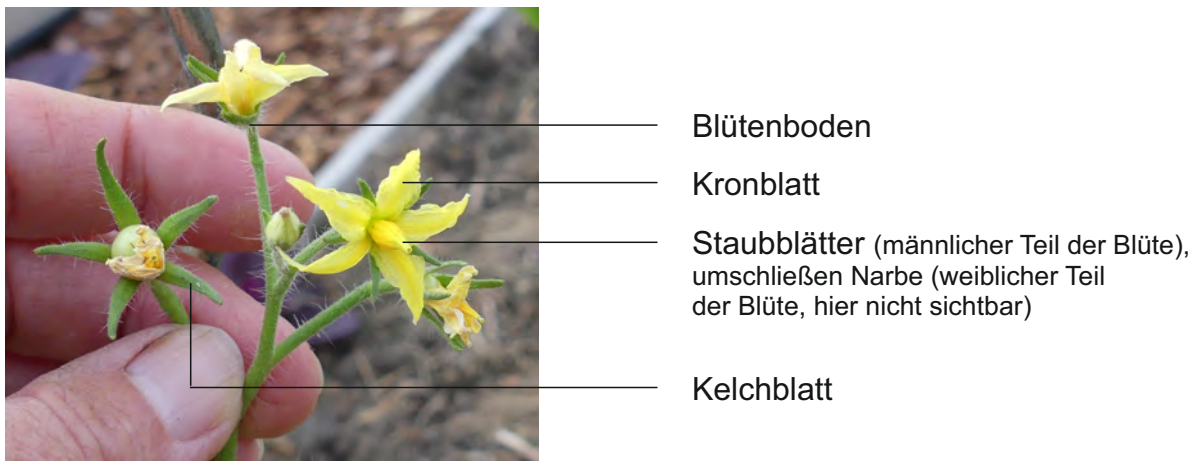 Blütenboden
Kronblatt
Staubblätter (männlicher Teil der Blüte),
umschließen Narbe (weiblicher Teil
der Blüte, hier nicht sichtbar)
Kelchblatt